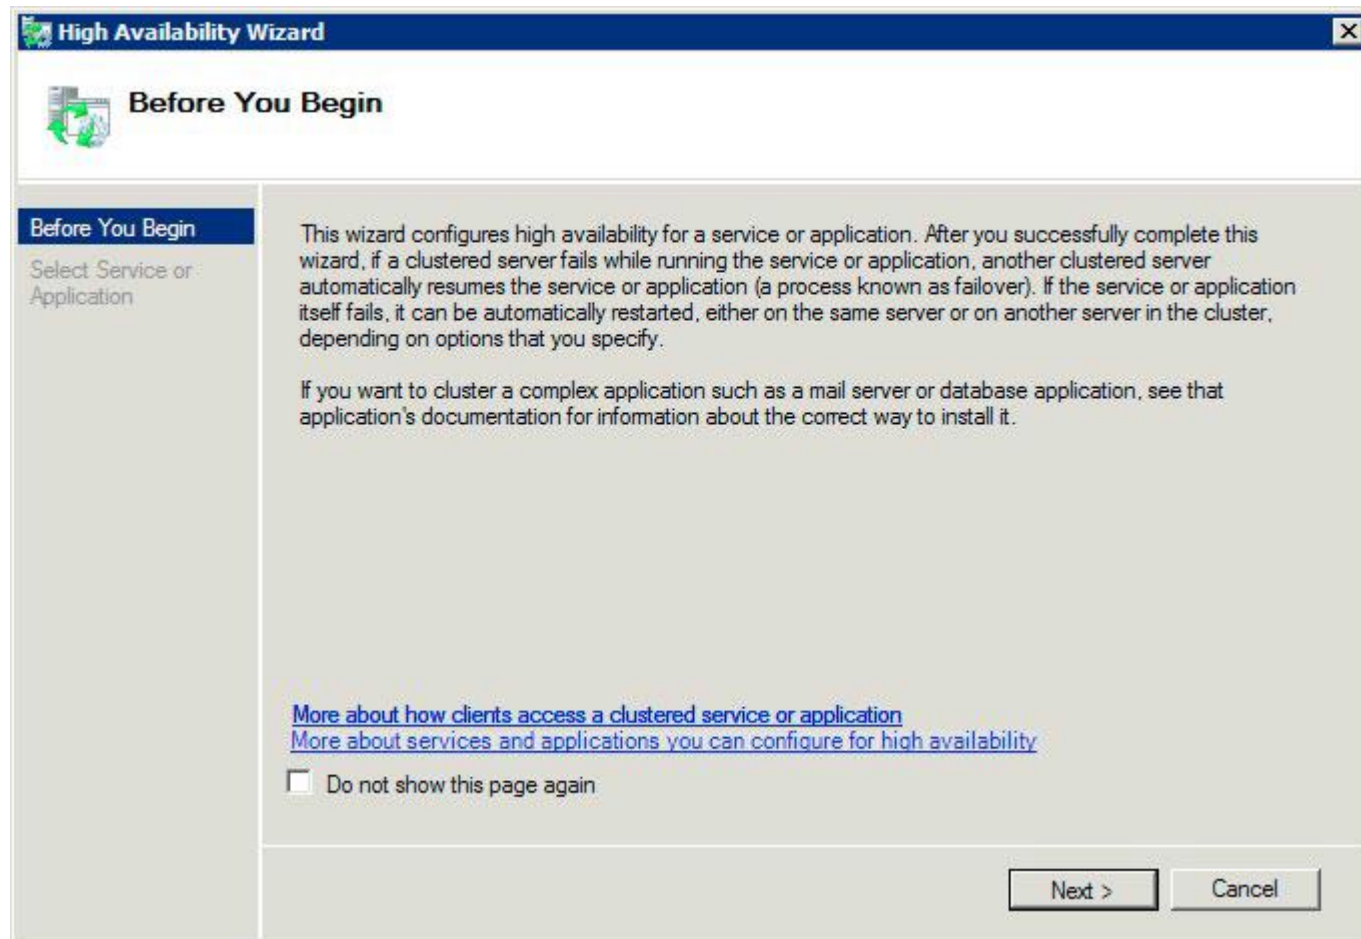 High Availability Wizard
Before You Begin
Before You Begin
Select Service or
Application
This wizard configures high availability for a service or application. After you successfully complete this
wizard, if a clustered server fails while running the service or application, another clustered server
automatically resumes the service or application (a process known as failover). If the service or application
itself fails, it can be automatically restarted, either on the same server or on another server in the cluster,
depending on options that you specify.
If you want to cluster a complex application such as a mail server or database application, see that
application's documentation for information about the correct way to install it.
More about how clients access a clustered service or application
More about services and applications you can configure for high availability
Do not show this page again
Next >
Cancel